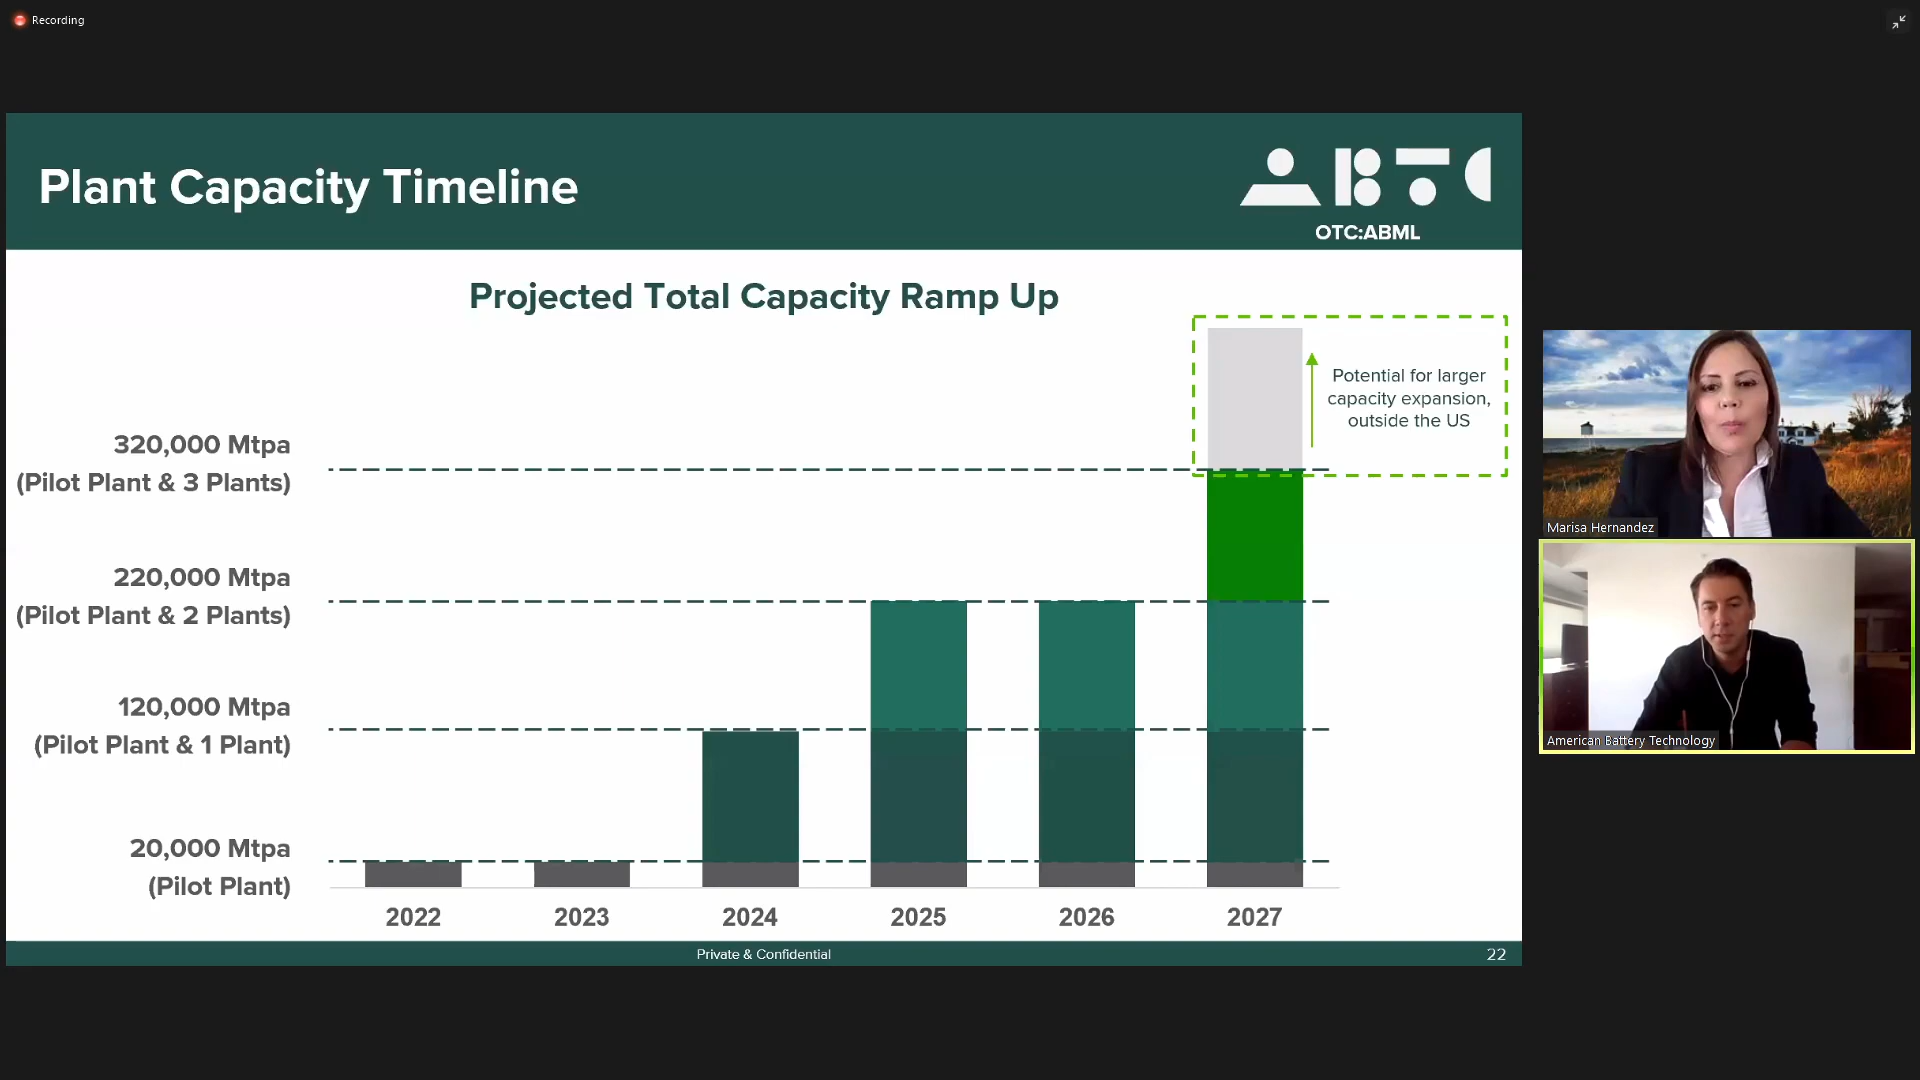 Recording
Plant Capacity Timeline
ABTC
OTC:ABML
Projected Total Capacity Ramp Up
Potential for larger
capacity expansion,
outside the US
320,000 Mtpa
(Pilot Plant & 3 Plants)
220,000 Mtpa
(Pilot Plant & 2 Plants)
120,000 Mtpa
(Pilot Plant & 1 Plant)
20,000 Mtpa
(Pilot Plant)
2022 2023 2024 2025 2026 2027
Private & Confidential 22
Marisa Hernandez
American Battery Technology